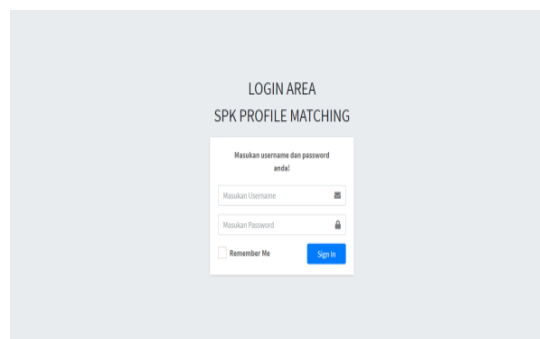 LOGIN AREA
SPK PROFILE MATCHING
Masukan username dan password
anda!
Masukan Username
Masukan Password
Remember Me
Sign In